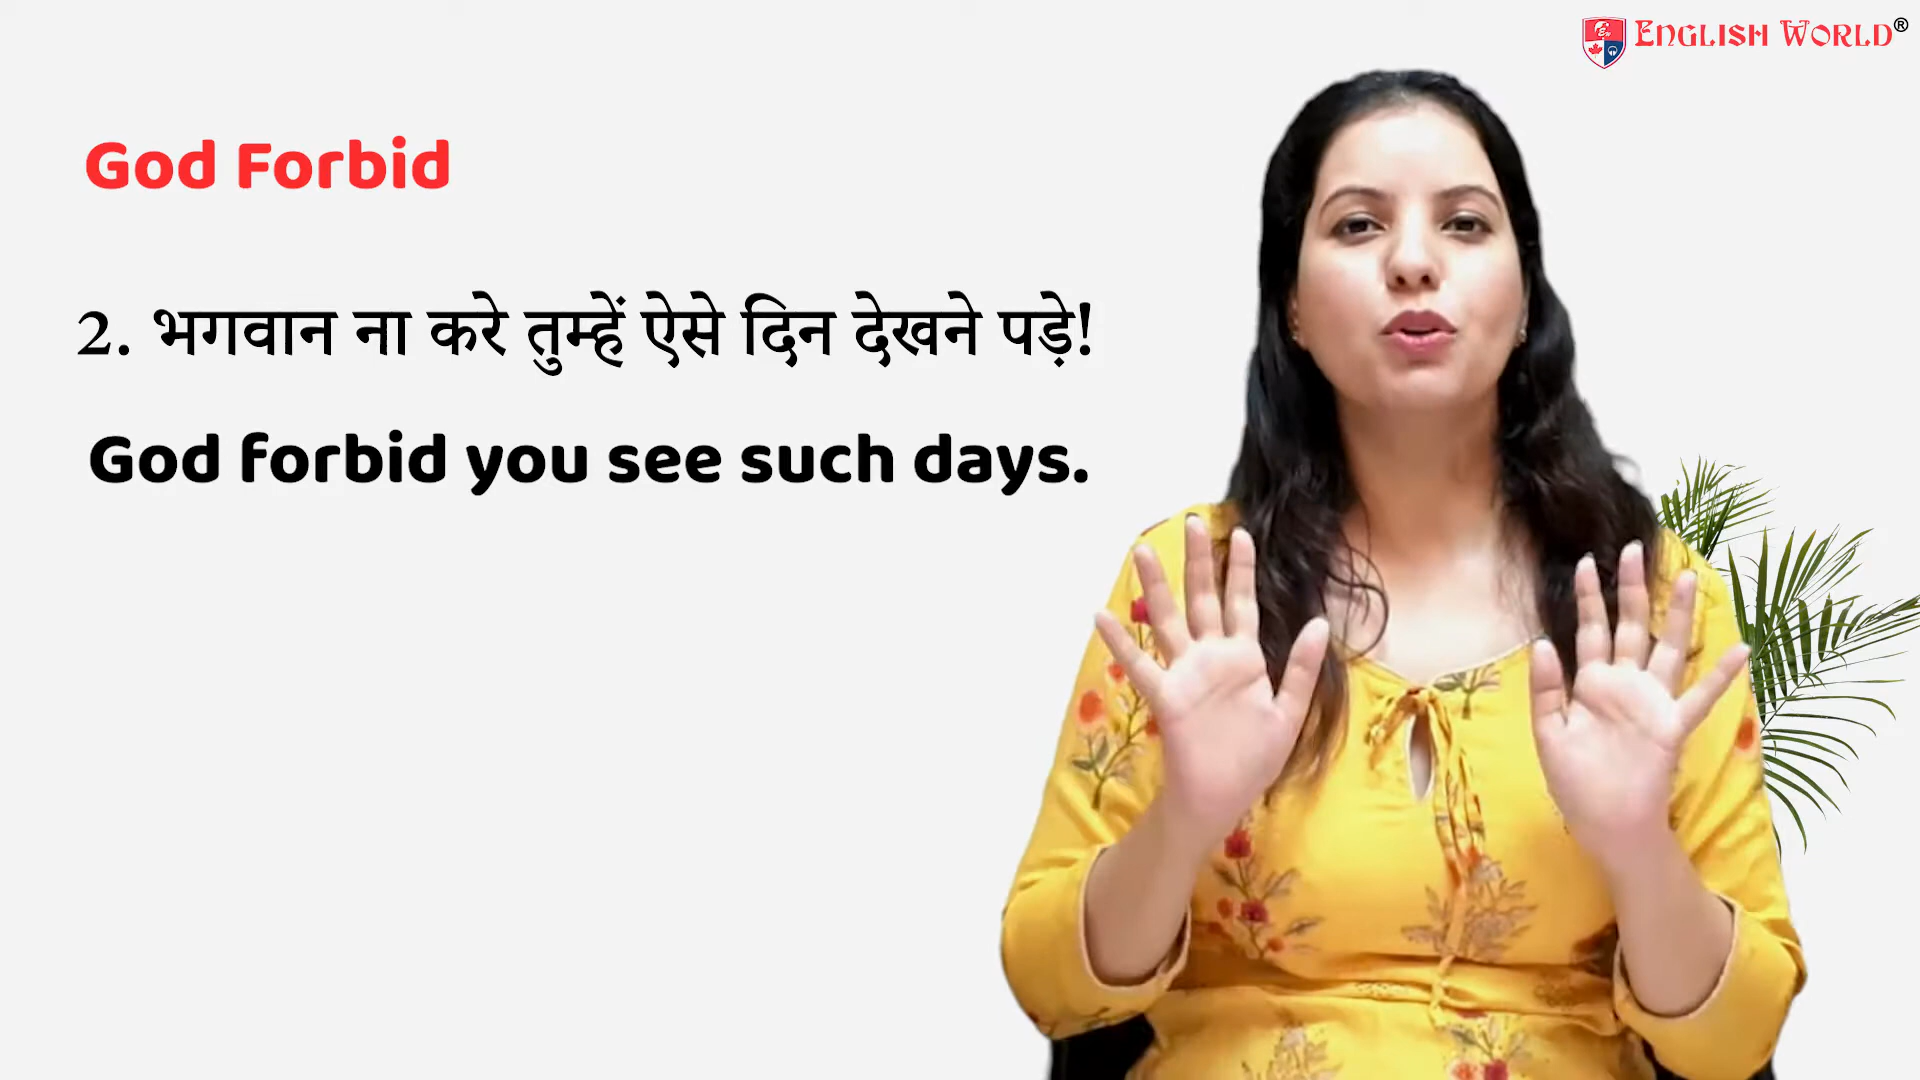 ENGLISH WORLD®
God Forbid
2. भगवान ना करे तुम्हें ऐसे दिन देखने पड़े!
God forbid you see such days.